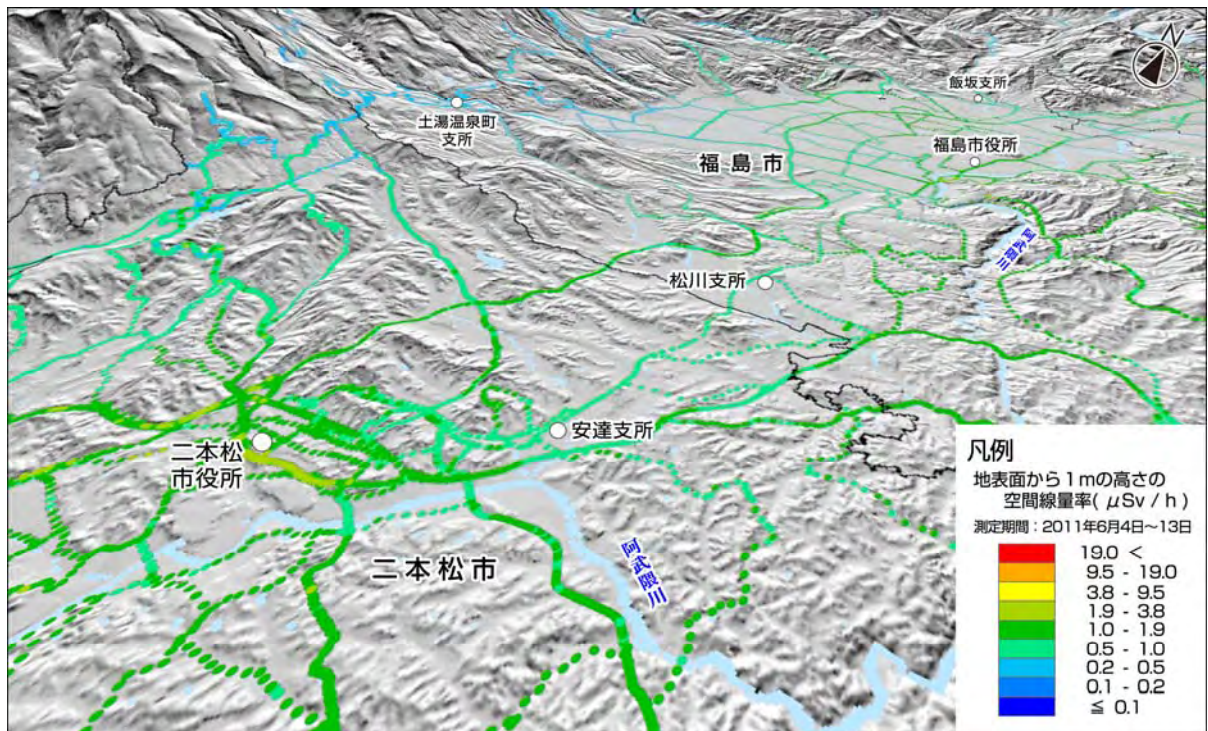 N
飯坂支所
土湯温泉町
支所
福島市役所
福島市
阿武隈川
松川支所
安達支所
二本松
市役所
二本松市
阿武隈川
凡例
地表面から1mの高さの
空間線量率( μSv / h )
測定期間：2011年6月4日～13日
19.0 <
9.5 - 19.0
3.8 - 9.5
1.9 - 3.8
1.0 - 1.9
0.5 - 1.0
0.2 - 0.5
0.1 - 0.2
≦ 0.1